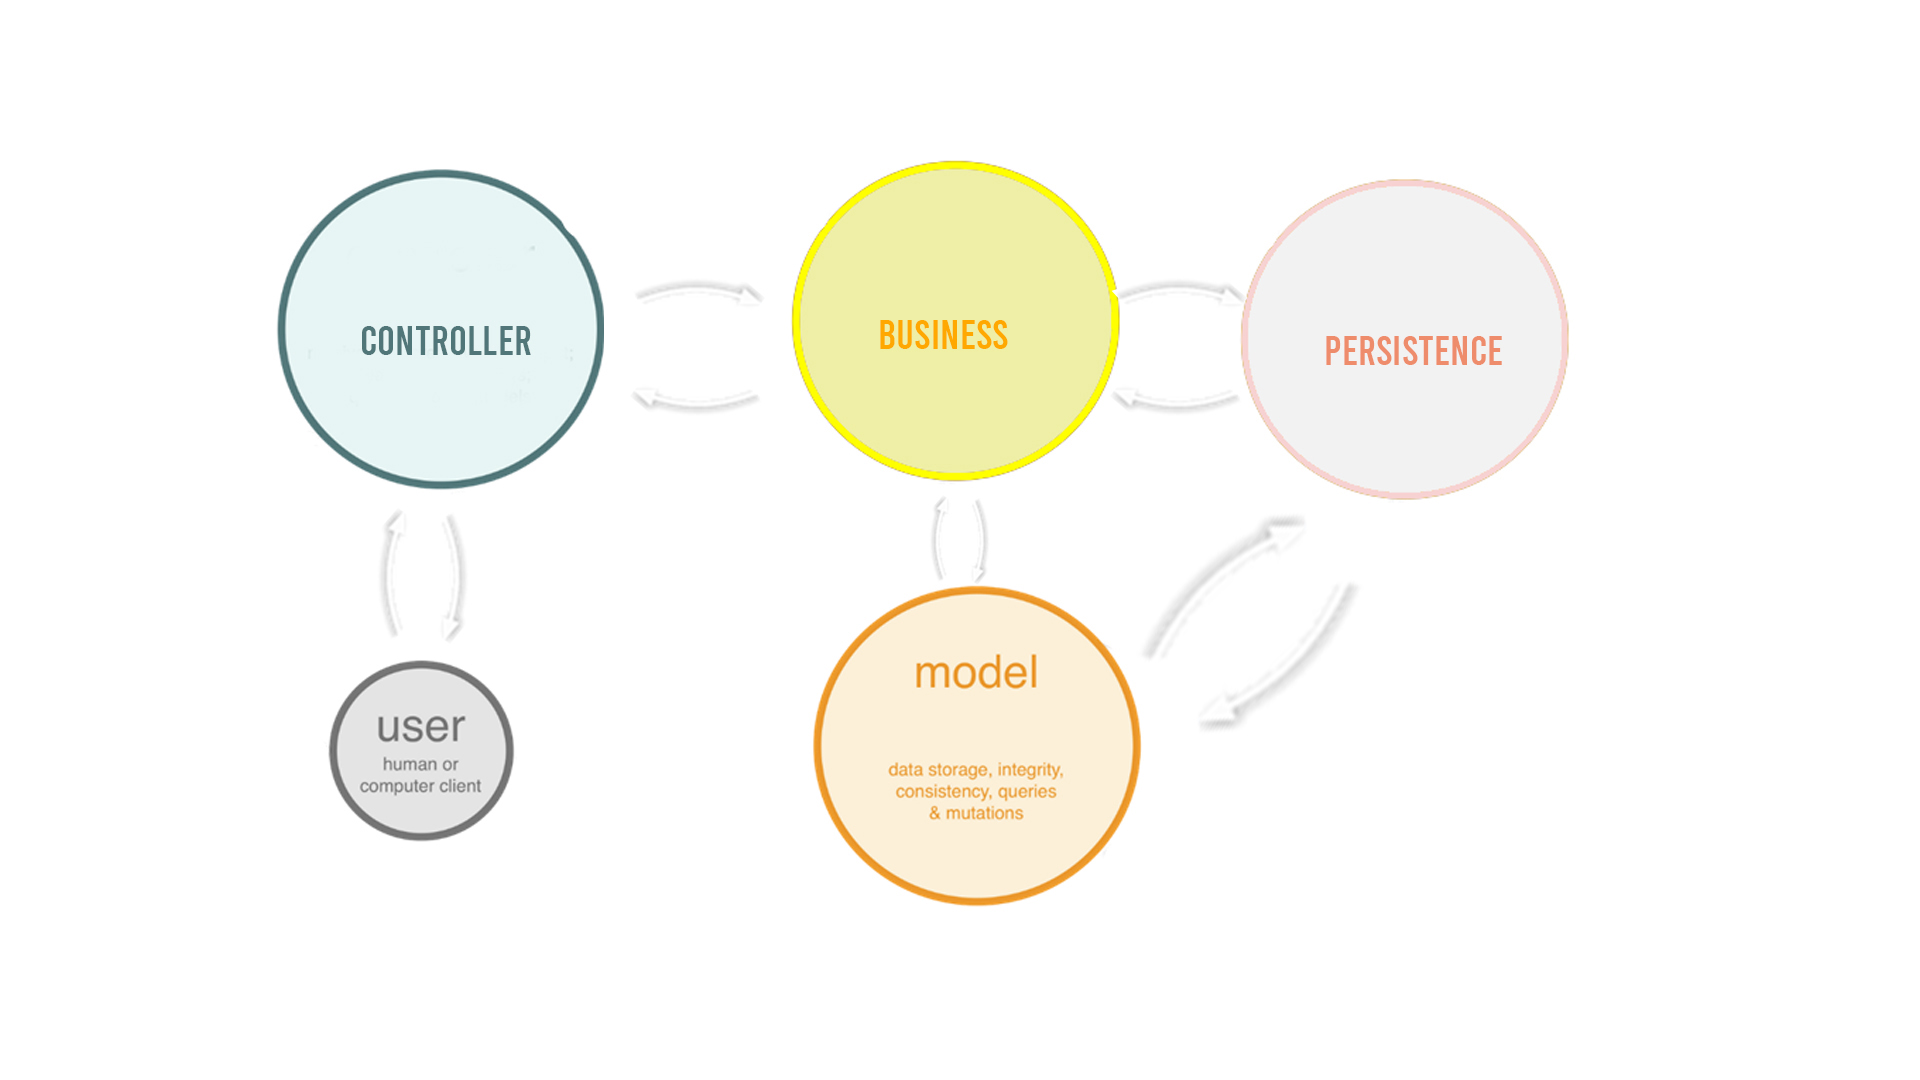 CONTROLLER
BUSINESS
PERSISTENCE
user
human or
computer client
model
data storage, integrity,
consistency, queries
& mutations